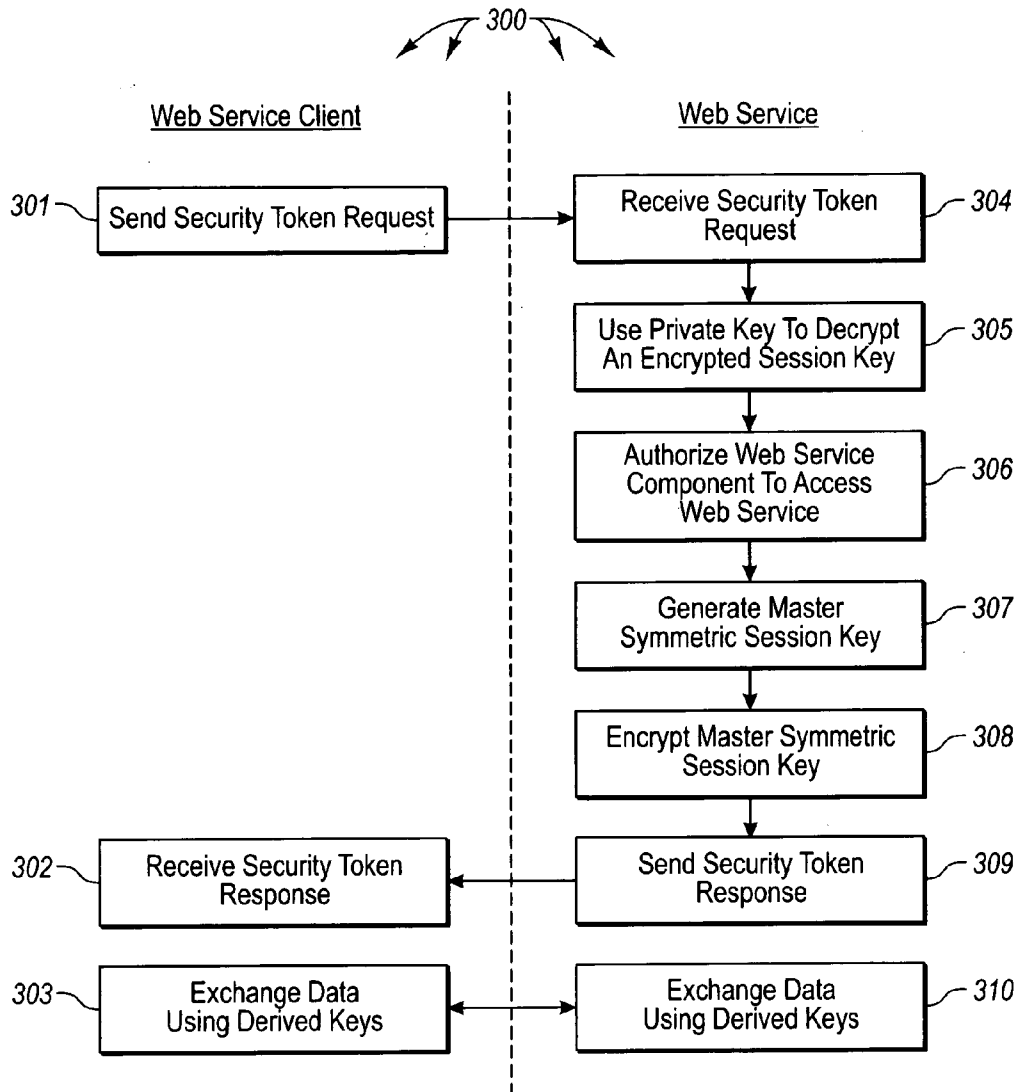 300
Web Service Client
Web Service
301
Send Security Token Request
Receive Security Token
Request
304
Use Private Key To Decrypt
An Encrypted Session Key
305
Authorize Web Service
Component To Access
Web Service
306
Generate Master
Symmetric Session Key
307
Encrypt Master Symmetric
Session Key
308
302
Receive Security Token
Response
Send Security Token
Response
309
303
Exchange Data
Using Derived Keys
Exchange Data
Using Derived Keys
310